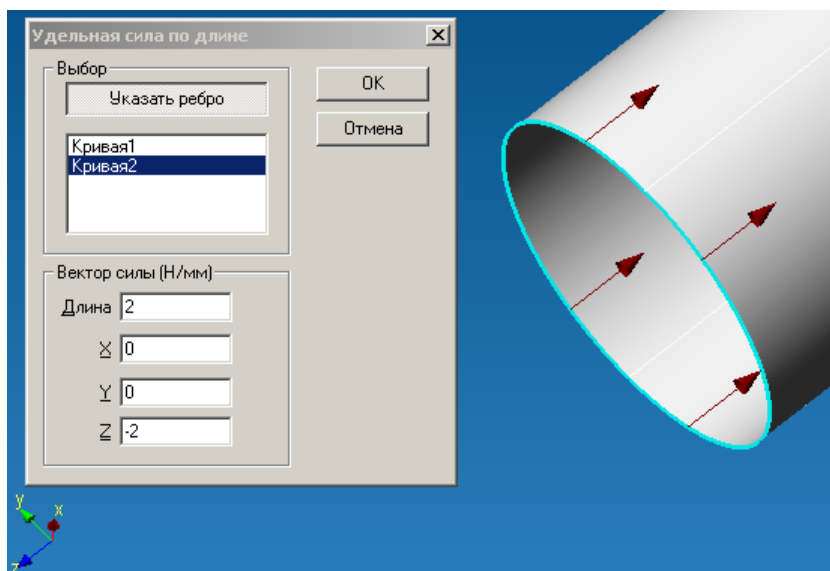 Удельная сила по длине
Выбор
Указать ребро
OK
Отмена
Кривая1
Кривая2
Вектор силы (Н/мм)
Длина 2
X 0
Y 0
Z -2
y
x
z